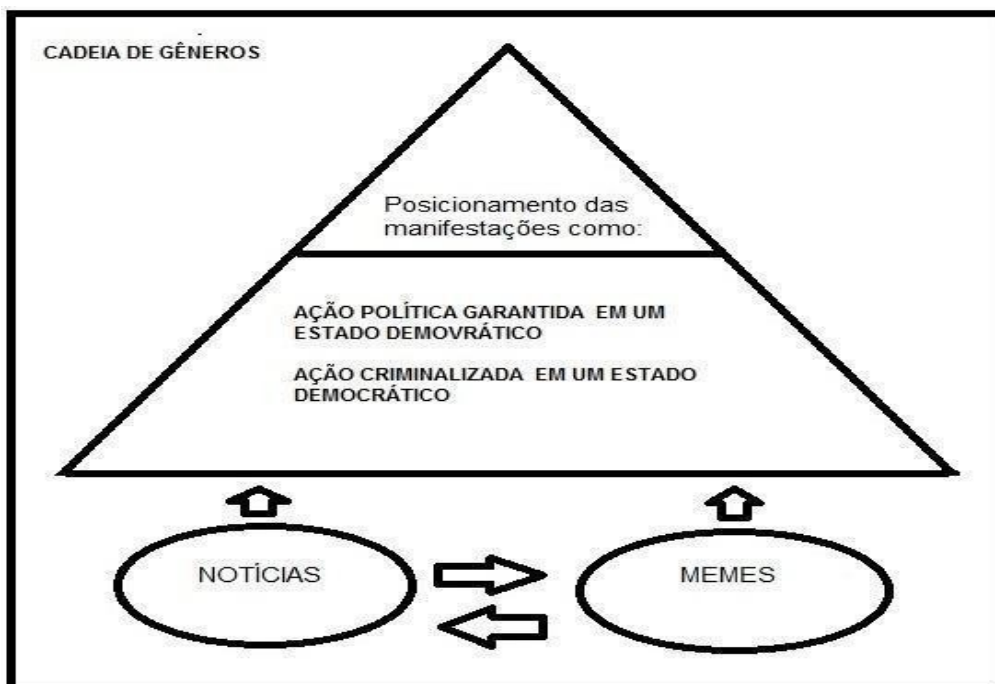 CADEIA DE GÊNEROS
Posicionamento das
manifestações como:
AÇÃO POLÍTICA GARANTIDA EM UM
ESTADO DEMOVRÁTICO
AÇÃO CRIMINALIZADA EM UM ESTADO
DEMOCRÁTICO
NOTÍCIAS
MEMES